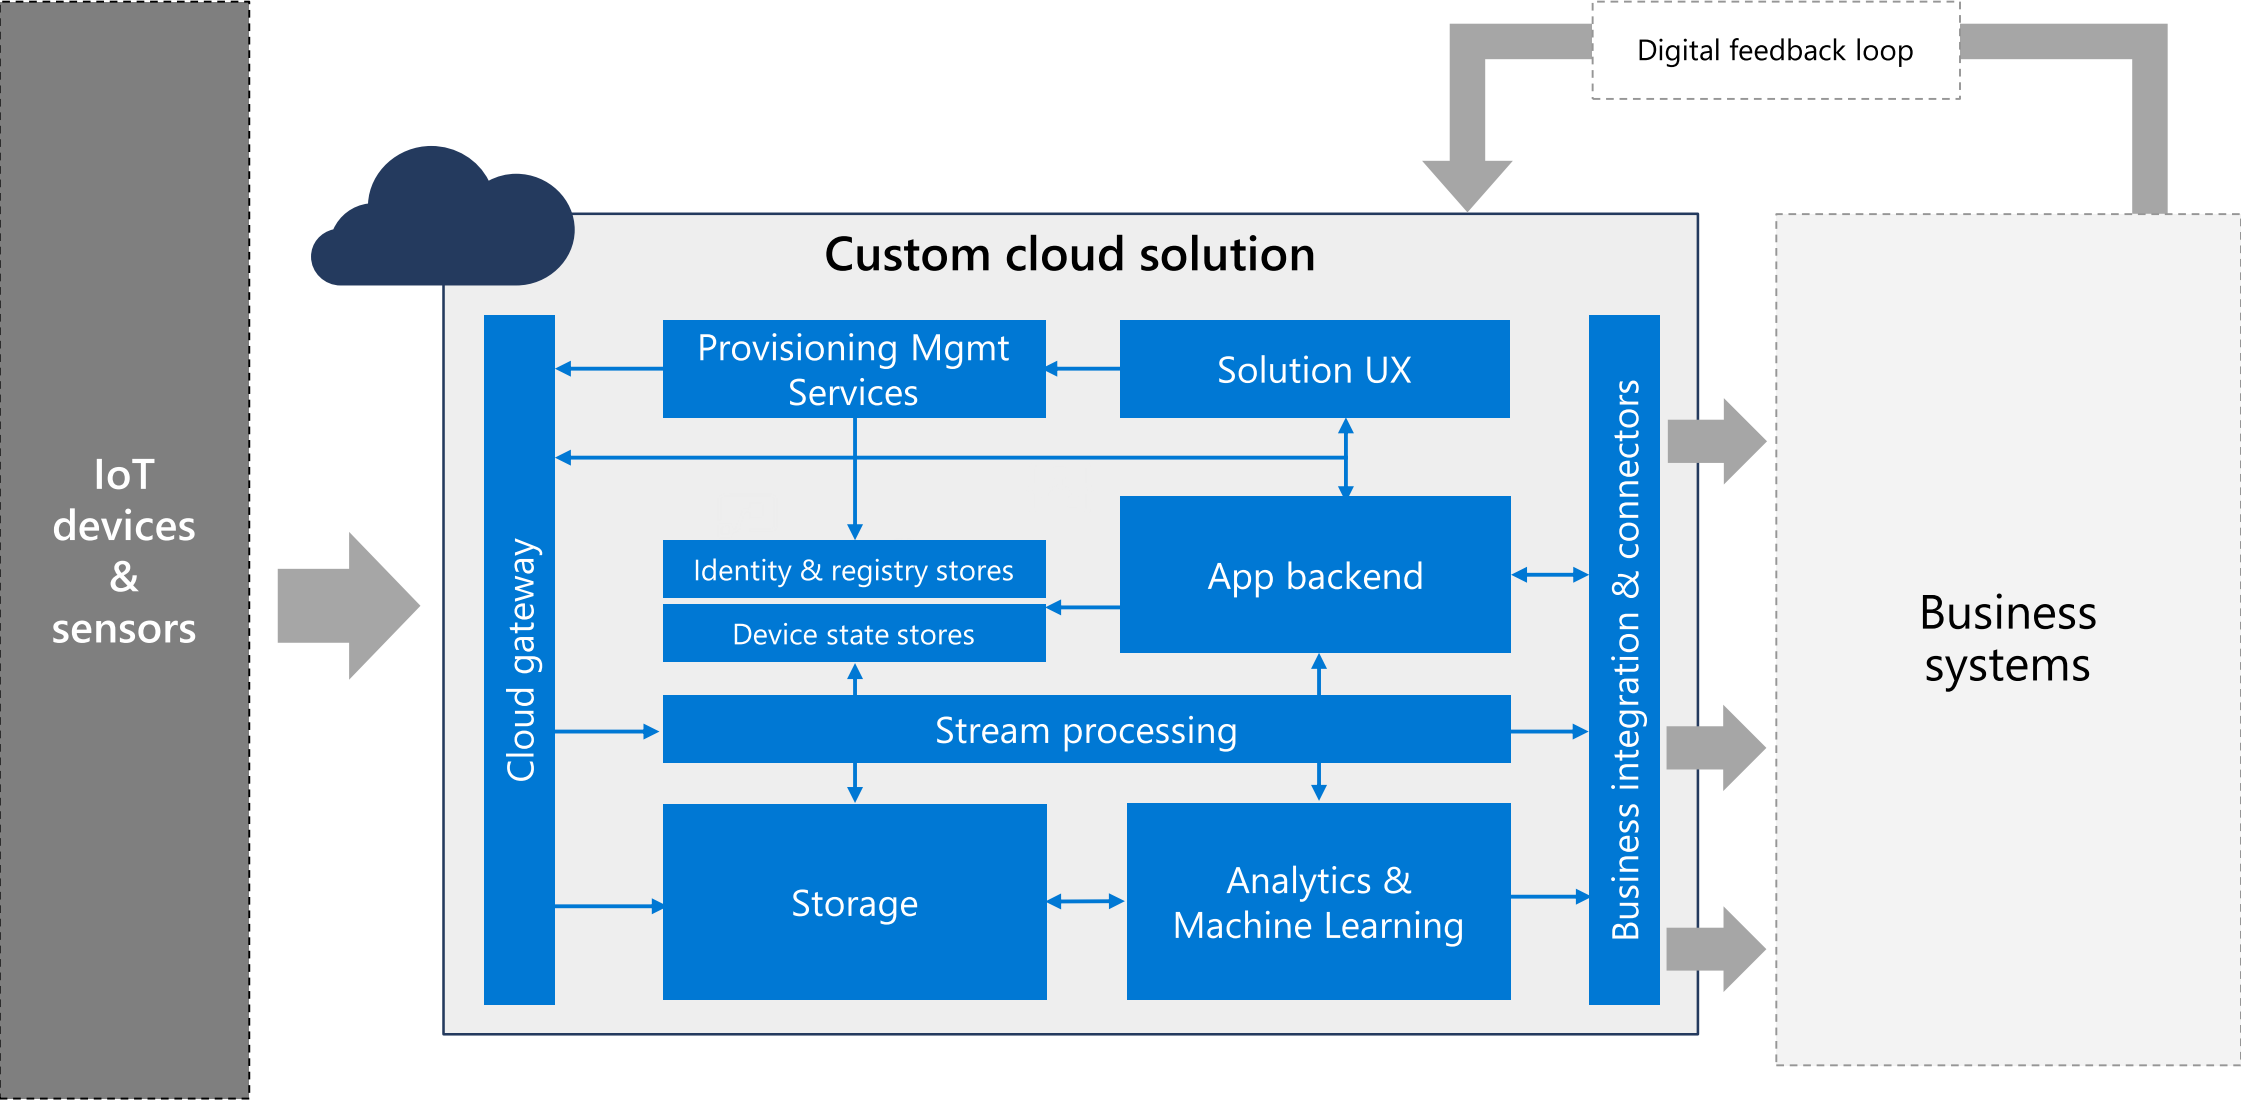 Digital feedback loop
Custom cloud solution
IoT
devices
&
sensors
Cloud gateway
Provisioning Mgmt
Services
Solution UX
Identity & registry stores
Device state stores
App backend
Stream processing
Storage
Analytics &
Machine Learning
Business integration & connectors
Business
systems